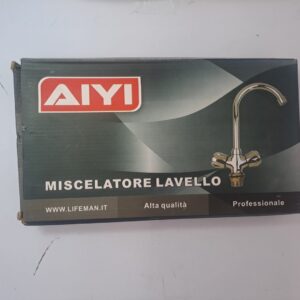 AIYI
MISCELATORE LAVELLO
WWW.LIFEMAN.IT Alta qualità Professionale